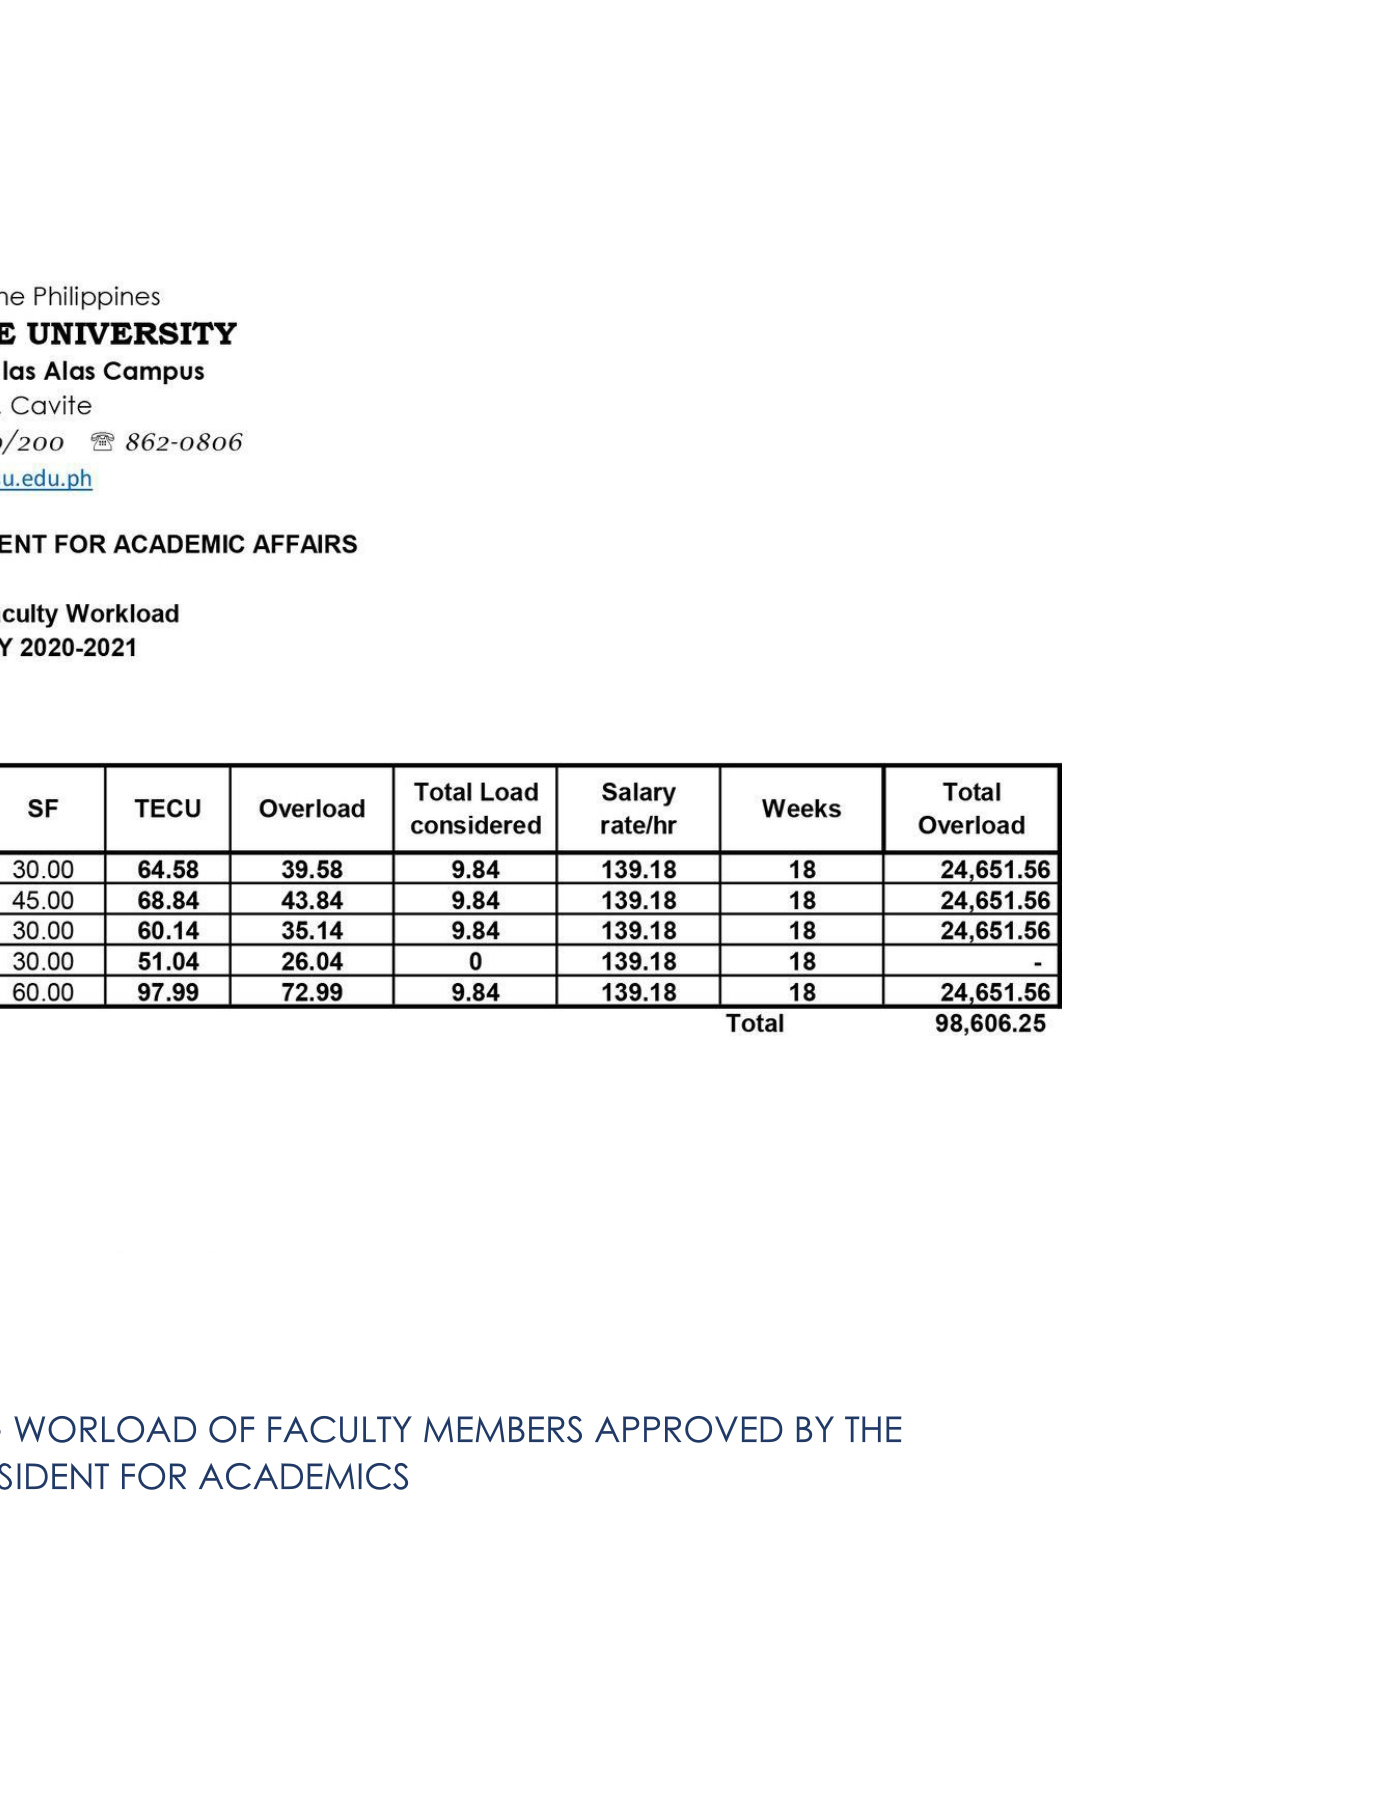 ne Philippines
E UNIVERSITY
las Alas Campus
, Cavite
0/200 ☏ 862-0806
u.edu.ph
ENT FOR ACADEMIC AFFAIRS
culty Workload
Y 2020-2021
SF TECU Overload Total Load considered Salary rate/hr Weeks Total Overload
30.00 64.58 39.58 9.84 139.18 18 24,651.56
45.00 68.84 43.84 9.84 139.18 18 24,651.56
30.00 60.14 35.14 9.84 139.18 18 24,651.56
30.00 51.04 26.04 0 139.18 18 -
60.00 97.99 72.99 9.84 139.18 18 24,651.56
Total 98,606.25
WORLOAD OF FACULTY MEMBERS APPROVED BY THE
SIDENT FOR ACADEMICS